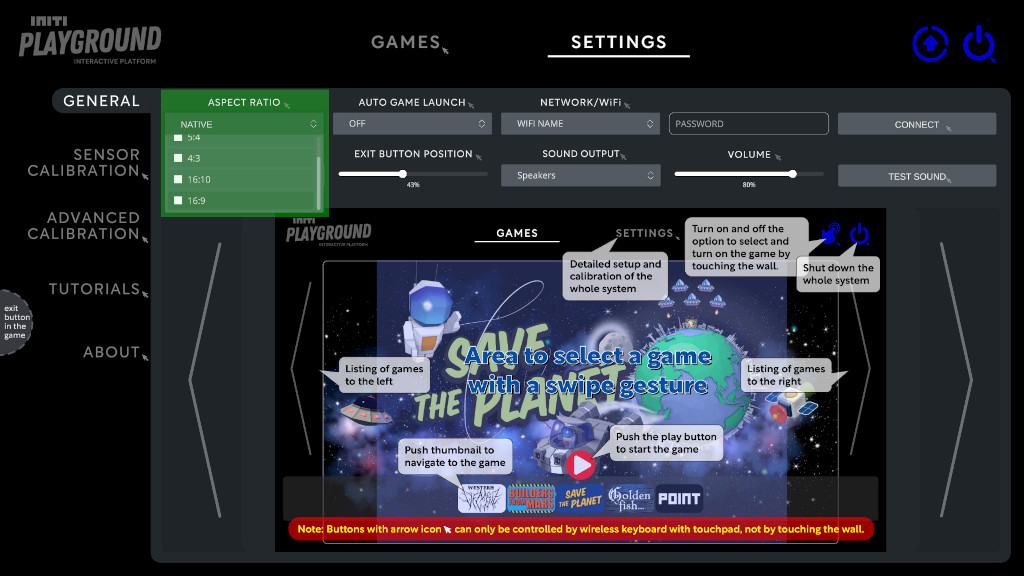 INITI
PLAYGROUND
INTERACTIVE PLATFORM
GAMES
SETTINGS
GENERAL
SENSOR
CALIBRATION
ADVANCED
CALIBRATION
TUTORIALS
ABOUT
exit
button
in the
game
ASPECT RATIO
NATIVE
5:4
4:3
16:10
16:9
AUTO GAME LAUNCH
OFF
NETWORK/WiFi
WIFI NAME
PASSWORD
CONNECT
EXIT BUTTON POSITION
43%
SOUND OUTPUT
Speakers
VOLUME
80%
TEST SOUND
INITI
PLAYGROUND
INTERACTIVE PLATFORM
GAMES
SETTINGS
Detailed setup and
calibration of the
whole system
Turn on and off the
option to select and
turn on the game by
touching the wall.
Shut down the
whole system
SAVE
THE PLANET
Area to select a game
with a swipe gesture
Listing of games
to the left
Listing of games
to the right
Push thumbnail to
navigate to the game
Push the play button
to start the game
WESTERN
BUILDERS
FROM MARS
SAVE
THE PLANET
Golden
fish...
POINT
Note: Buttons with arrow icon can only be controlled by wireless keyboard with touchpad, not by touching the wall.